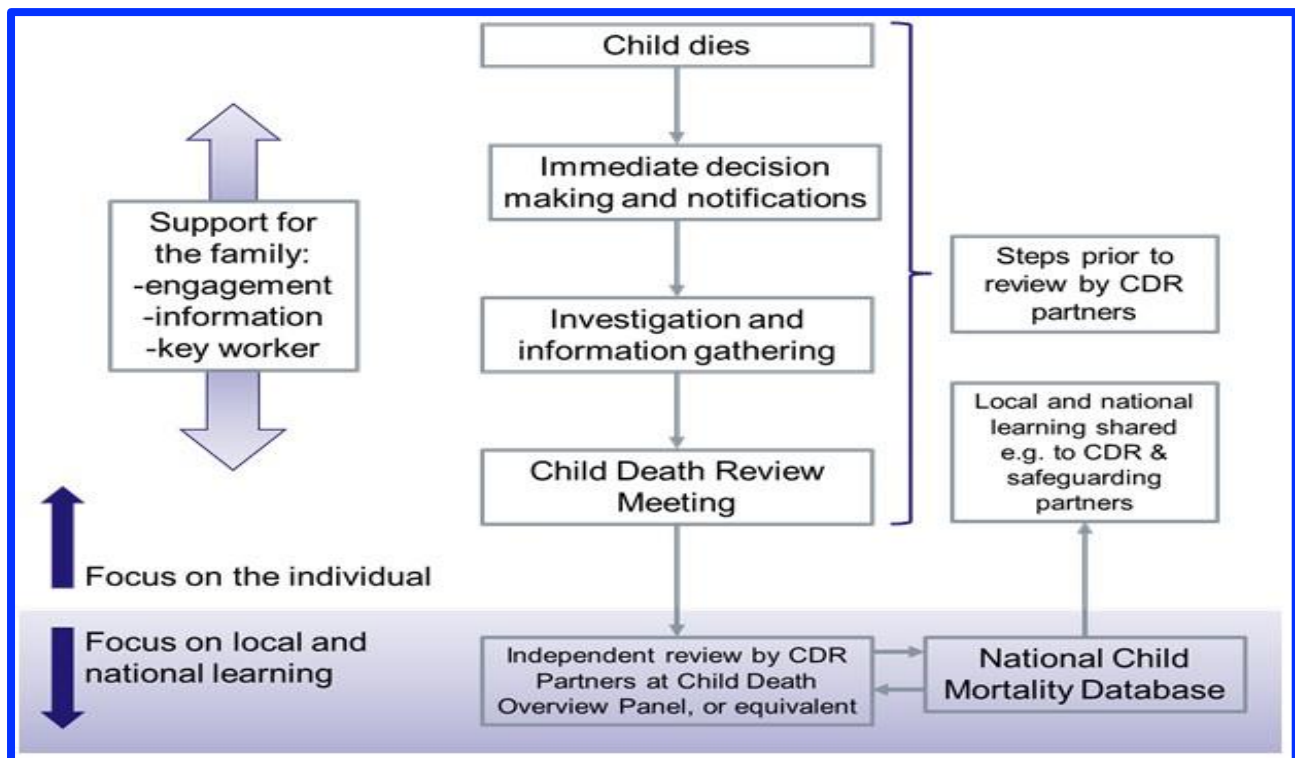 Child dies
Immediate decision
making and notifications
Support for
the family:
-engagement
-information
-key worker
Steps prior to
review by CDR
partners
Investigation and
information gathering
Local and national
learning shared
e.g. to CDR &
safeguarding
partners
Child Death Review
Meeting
Focus on the individual
Focus on local and
national learning
Independent review by CDR
Partners at Child Death
Overview Panel, or equivalent
National Child
Mortality Database